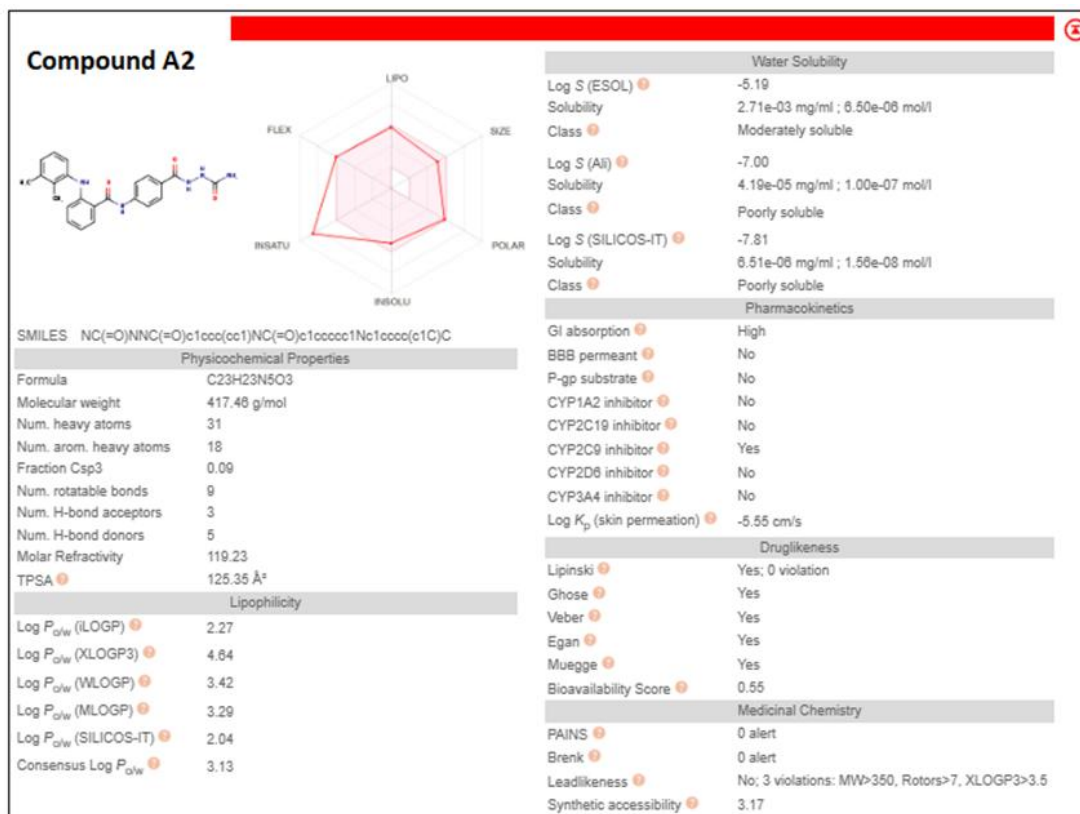 Compound A2
LIPO
FLEX
SIZE
INSATU
POLAR
INSOLU
SMILES NC(=O)NNC(=O)c1ccc(cc1)NC(=O)c1ccccc1Nc1cccc(c1C)C
Physicochemical Properties
Formula C23H23N5O3
Molecular weight 417.46 g/mol
Num. heavy atoms 31
Num. arom. heavy atoms 18
Fraction Csp3 0.09
Num. rotatable bonds 9
Num. H-bond acceptors 3
Num. H-bond donors 5
Molar Refractivity 119.23
TPSA ? 125.35 Å²
Lipophilicity
Log Po/w (iLOGP) ? 2.27
Log Po/w (XLOGP3) ? 4.64
Log Po/w (WLOGP) ? 3.42
Log Po/w (MLOGP) ? 3.29
Log Po/w (SILICOS-IT) ? 2.04
Consensus Log Po/w ? 3.13
Water Solubility
Log S (ESOL) ? -5.19
Solubility 2.71e-03 mg/ml ; 6.50e-06 mol/l
Class ? Moderately soluble
Log S (Ali) ? -7.00
Solubility 4.19e-05 mg/ml ; 1.00e-07 mol/l
Class ? Poorly soluble
Log S (SILICOS-IT) ? -7.81
Solubility 6.51e-06 mg/ml ; 1.56e-08 mol/l
Class ? Poorly soluble
Pharmacokinetics
GI absorption ? High
BBB permeant ? No
P-gp substrate ? No
CYP1A2 inhibitor ? No
CYP2C19 inhibitor ? No
CYP2C9 inhibitor ? Yes
CYP2D6 inhibitor ? No
CYP3A4 inhibitor ? No
Log Kp (skin permeation) ? -5.55 cm/s
Druglikeness
Lipinski ? Yes; 0 violation
Ghose ? Yes
Veber ? Yes
Egan ? Yes
Muegge ? Yes
Bioavailability Score ? 0.55
Medicinal Chemistry
PAINS ? 0 alert
Brenk ? 0 alert
Leadlikeness ? No; 3 violations: MW>350, Rotors>7, XLOGP3>3.5
Synthetic accessibility ? 3.17